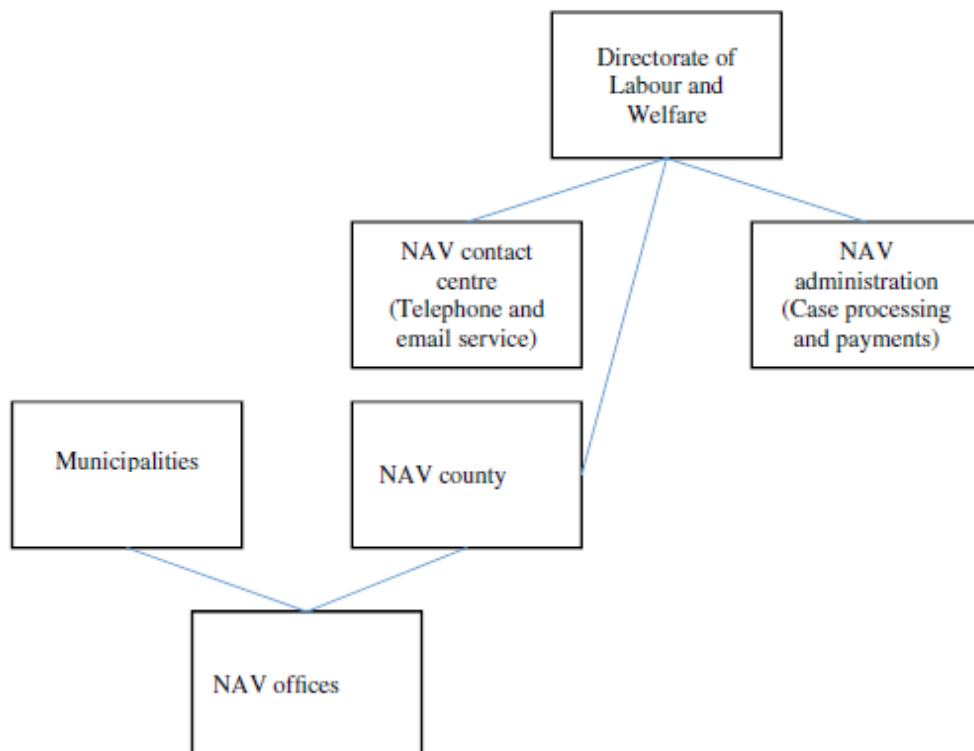 Directorate of
Labour and
Welfare
NAV contact
centre
(Telephone and
email service)
NAV
administration
(Case processing
and payments)
Municipalities
NAV county
NAV offices